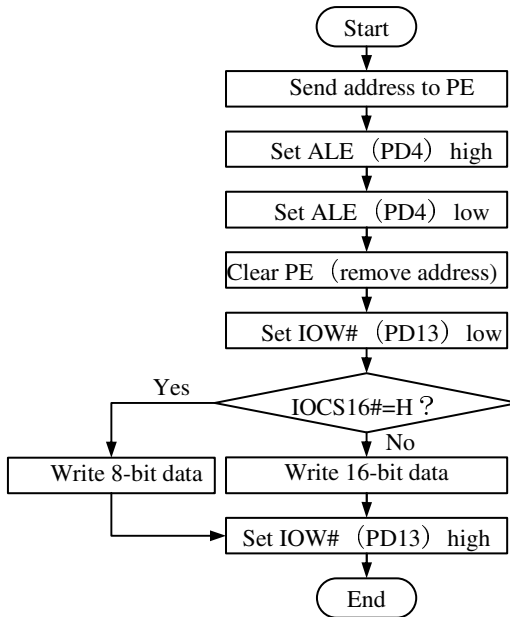 Start
Send address to PE
Set ALE （PD4） high
Set ALE （PD4） low
Clear PE （remove address）
Set IOW# （PD13） low
Yes
IOCS16#=H？
No
Write 8-bit data
Write 16-bit data
Set IOW# （PD13） high
End